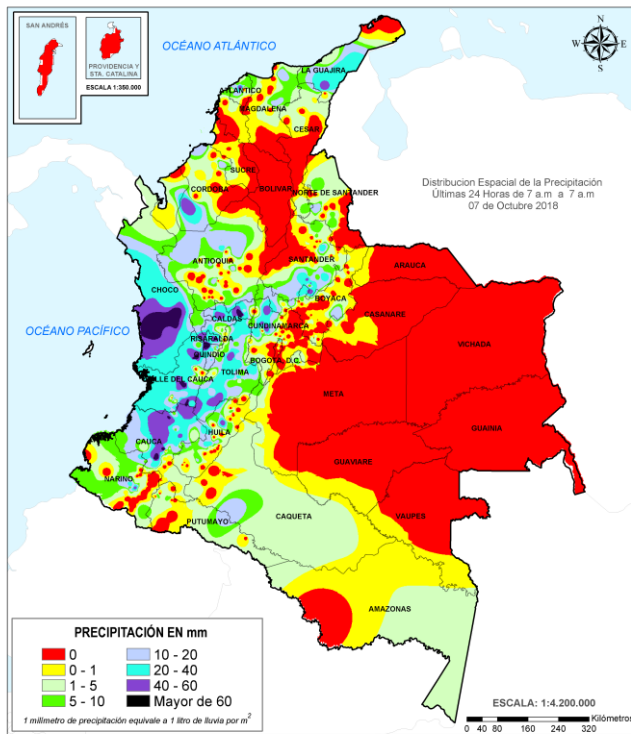 SAN ANDRÉS
PROVIDENCIA Y
STA. CATALINA
ESCALA 1:350.000
OCÉANO ATLÁNTICO
N
W E
S
LA GUAJIRA
ATLANTICO
MAGDALENA
CESAR
SUCRE
CORDOBA
BOLIVAR
NORTE DE SANTANDER
Distribucion Espacial de la Precipitación
Últimas 24 Horas de 7 a.m a 7 a.m
07 de Octubre 2018
ANTIOQUIA
SANTANDER
ARAUCA
CHOCO
BOYACA
CASANARE
OCÉANO PACÍFICO
CALDAS
CUNDINAMARCA
RISARALDA
VICHADA
QUINDIO
BOGOTA D.C.
VALLE DEL CAUCA
TOLIMA
META
GUAINIA
CAUCA
HUILA
GUAVIARE
NARIÑO
VAUPES
CAQUETA
PUTUMAYO
AMAZONAS
PRECIPITACIÓN EN mm
0 10 - 20
0 - 1 20 - 40
1 - 5 40 - 60
5 - 10 Mayor de 60
1 milimetro de precipitación equivale a 1 litro de lluvia por m²
ESCALA: 1:4.200.000
Kilómetros
0 40 80 160 240 320